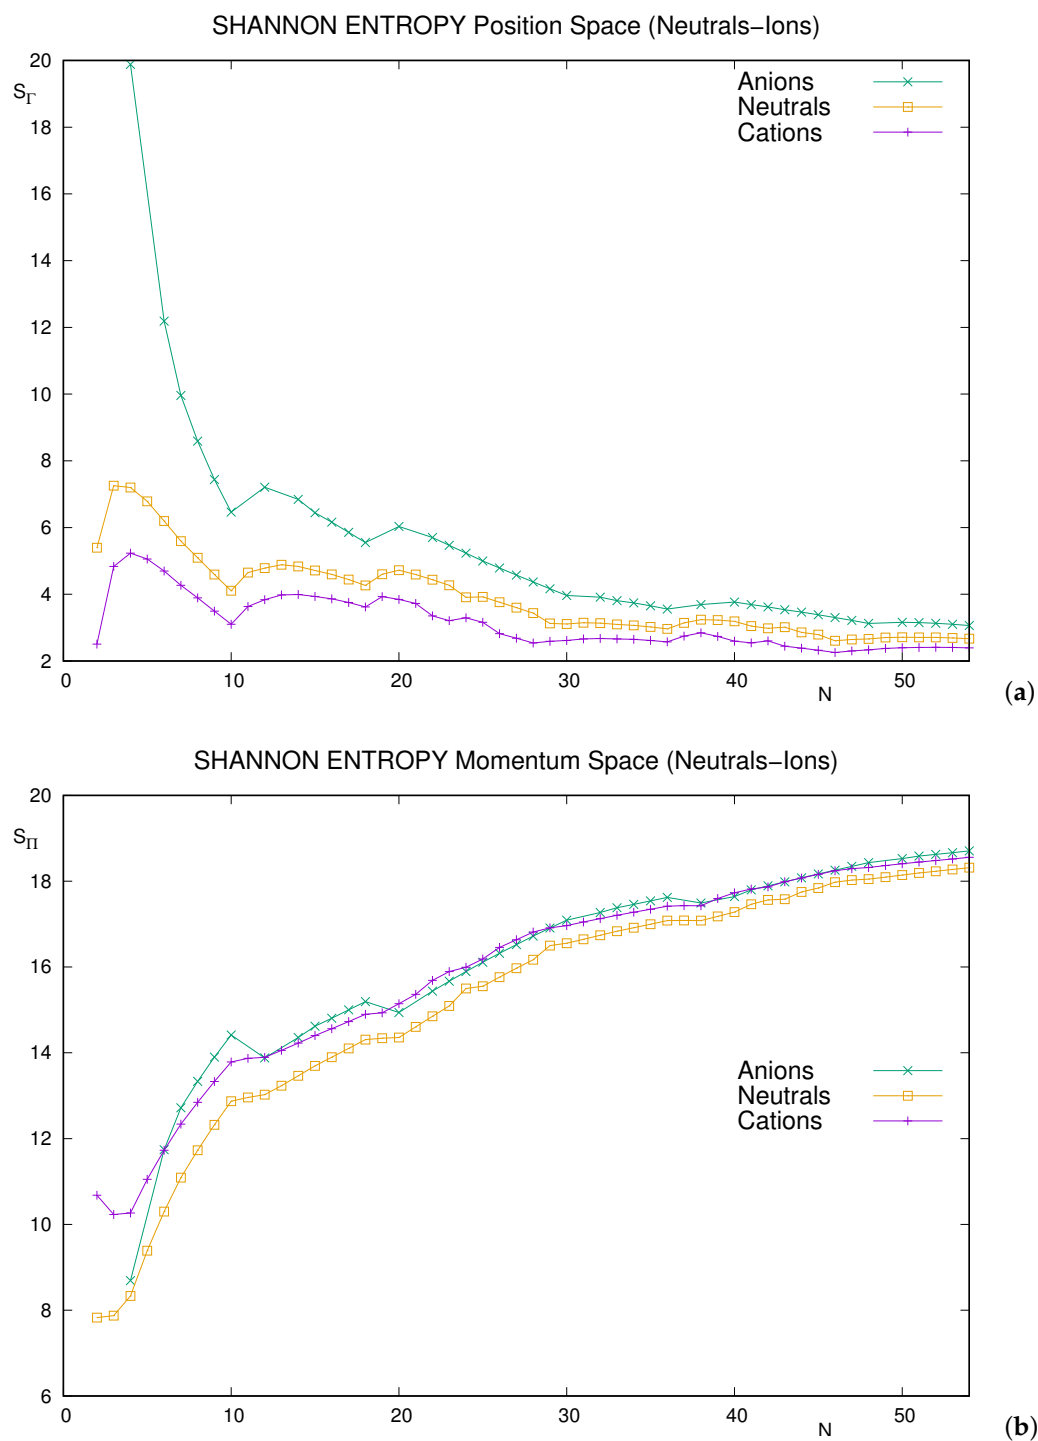 SHANNON ENTROPY Position Space (Neutrals−Ions)
20
S_Γ
Anions
Neutrals
18
Cations
16
14
12
10
8
6
4
2
0
10
20
30
40
50
N
(a)
SHANNON ENTROPY Momentum Space (Neutrals−Ions)
20
S_Π
18
16
14
Anions
Neutrals
12
Cations
10
8
6
0
10
20
30
40
50
N
(b)